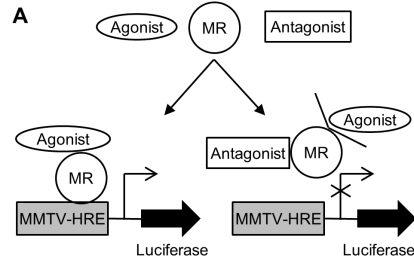 A
Agonist
MR
Antagonist
Agonist
MR
MMTV-HRE
Luciferase
Agonist
Antagonist
MR
MMTV-HRE
Luciferase